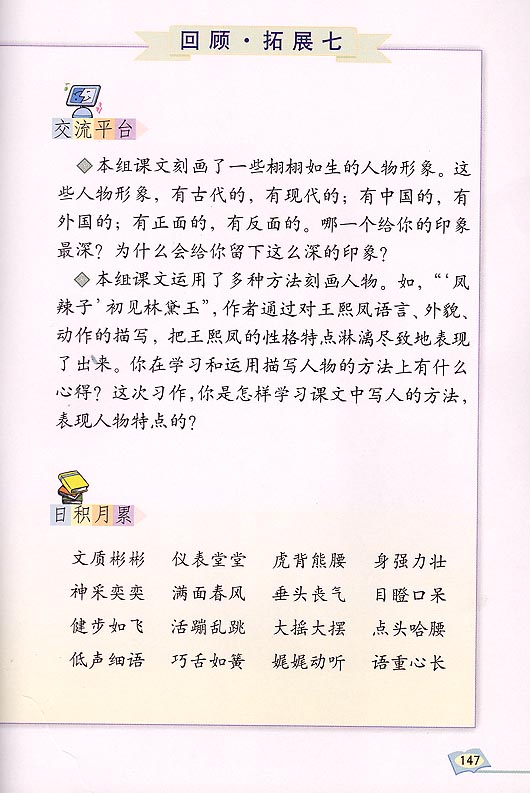 回顾·拓展七
交流平台
◆本组课文刻画了一些栩栩如生的人物形象。这
些人物形象，有古代的，有现代的；有中国的，有
外国的；有正面的，有反面的。哪一个给你的印象
最深？为什么会给你留下这么深的印象？
◆本组课文运用了多种方法刻画人物。如，“‘凤
辣子’初见林黛玉”，作者通过对王熙凤语言、外貌、
动作的描写，把王熙凤的性格特点淋漓尽致地表现
了出来。你在学习和运用描写人物的方法上有什么
心得？这次习作，你是怎样学习课文中写人的方法，
表现人物特点的？
日积月累
文质彬彬 仪表堂堂 虎背熊腰 身强力壮
神采奕奕 满面春风 垂头丧气 目瞪口呆
健步如飞 活蹦乱跳 大摇大摆 点头哈腰
低声细语 巧舌如簧 娓娓动听 语重心长
147